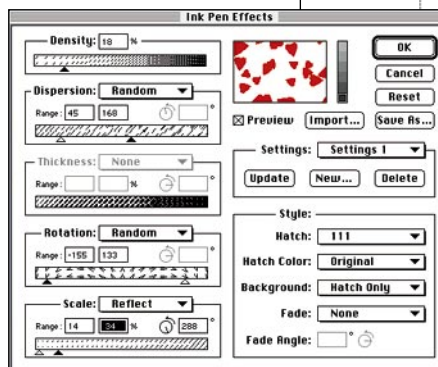 Ink Pen Effects
Density: 18 %
Dispersion: Random
Range: 45 168 °
Thickness: None
Range: % °
Rotation: Random
Range: -155 133 °
Scale: Reflect
Range: 14 34 % 288 °
OK
Cancel
Reset
Preview Import... Save As...
Settings: Settings 1
Update New... Delete
Style:
Hatch: 111
Hatch Color: Original
Background: Hatch Only
Fade: None
Fade Angle: °